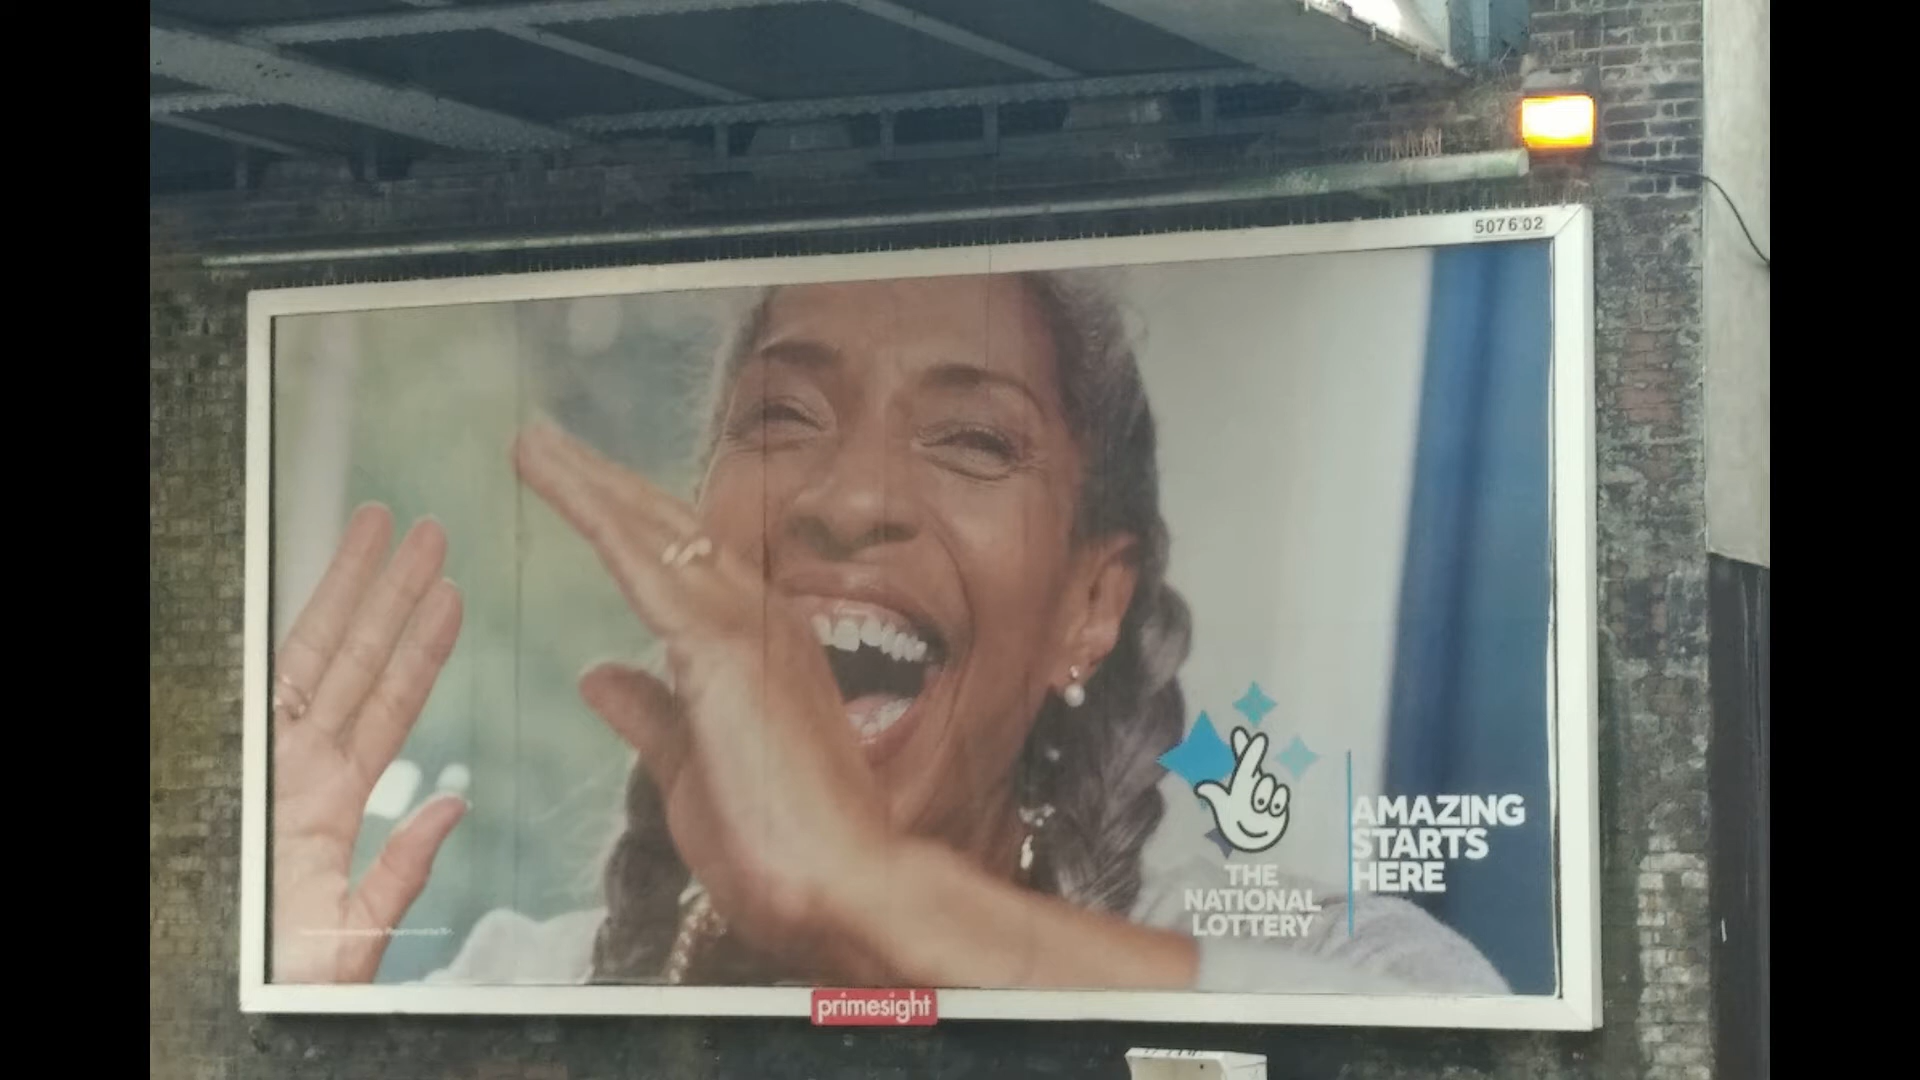 5076 02
AMAZING
STARTS
HERE
THE
NATIONAL
LOTTERY
primesight